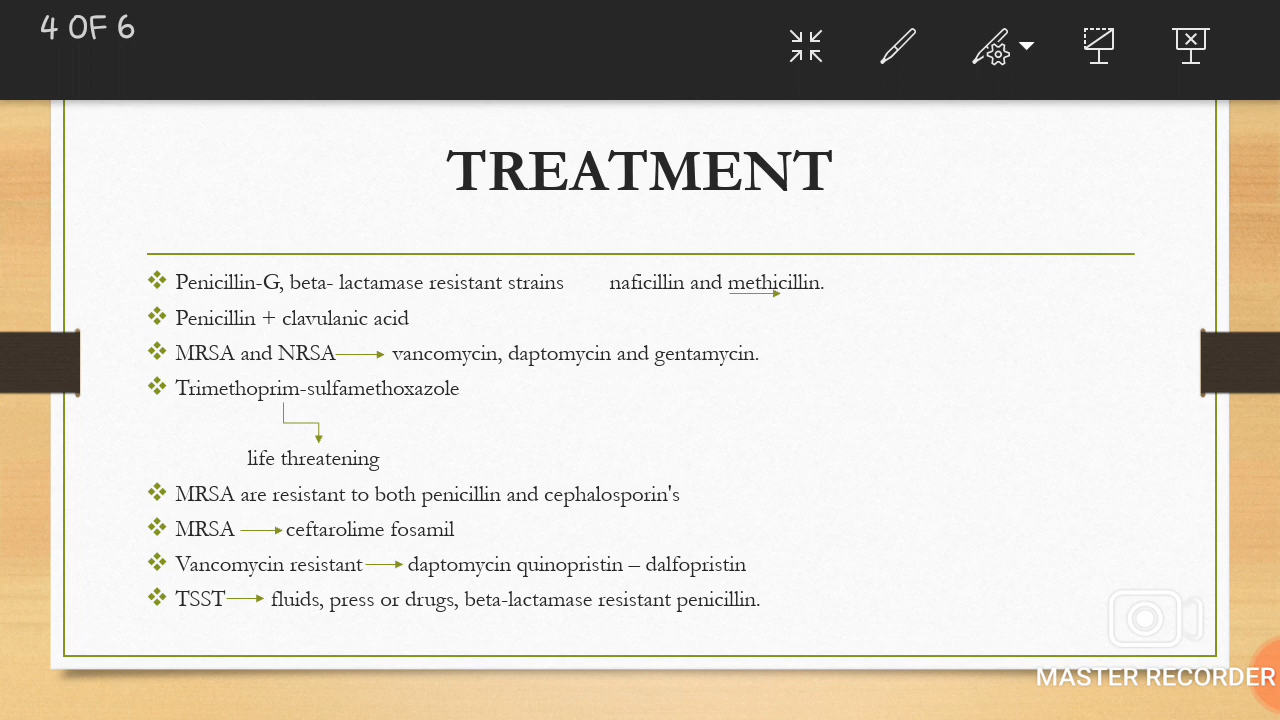 4 OF 6
TREATMENT
Penicillin-G, beta- lactamase resistant strains naficillin and methicillin.
Penicillin + clavulanic acid
MRSA and NRSA vancomycin, daptomycin and gentamycin.
Trimethoprim-sulfamethoxazole
life threatening
MRSA are resistant to both penicillin and cephalosporin's
MRSA ceftarolime fosamil
Vancomycin resistant daptomycin quinopristin – dalfopristin
TSST fluids, press or drugs, beta-lactamase resistant penicillin.
MASTER RECORDER